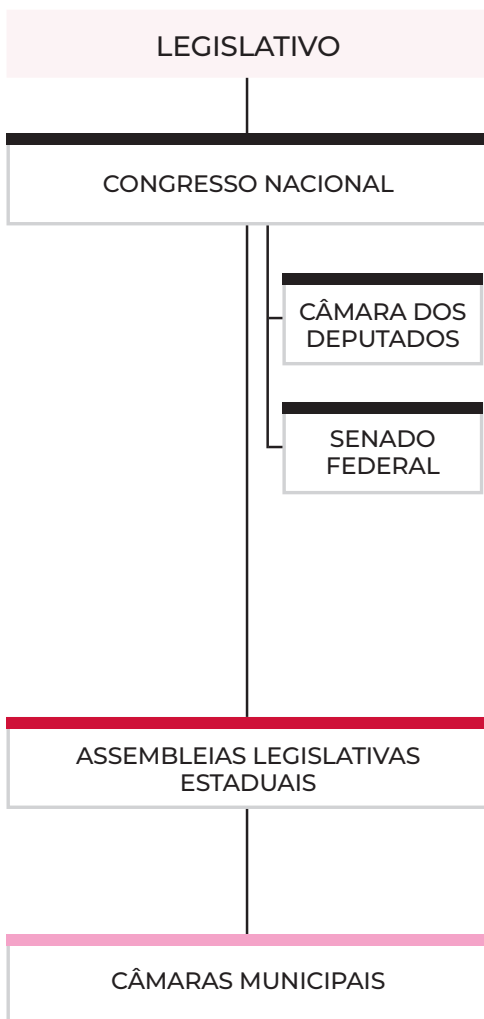 LEGISLATIVO
CONGRESSO NACIONAL
CÂMARA DOS
DEPUTADOS
SENADO
FEDERAL
ASSEMBLEIAS LEGISLATIVAS
ESTADUAIS
CÂMARAS MUNICIPAIS